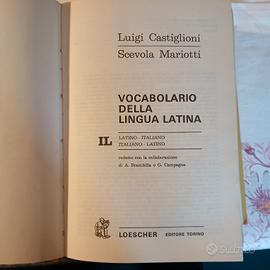 Luigi Castiglioni
Scevola Mariotti
VOCABOLARIO
DELLA
LINGUA LATINA
IL
LATINO-ITALIANO
ITALIANO-LATINO
redatto con la collaborazione
di A. Brambilla e G. Campagna
LOESCHER
EDITORE TORINO
subito